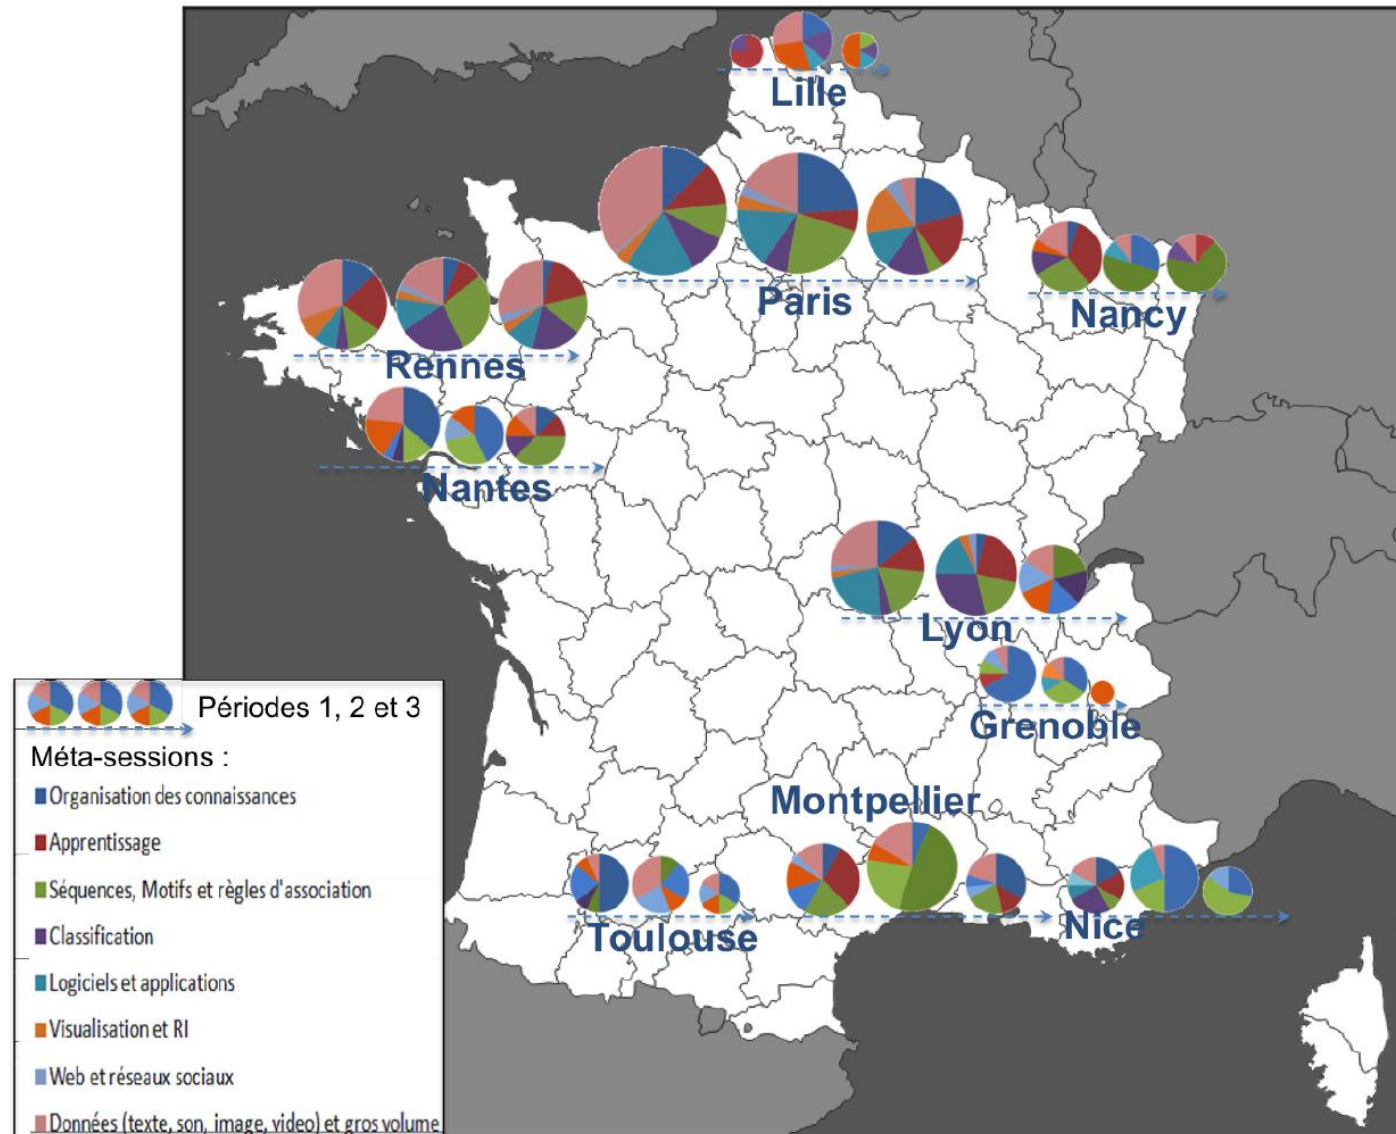 Lille
Paris
Nancy
Rennes
Nantes
Lyon
Grenoble
Montpellier
Toulouse
Nice
Périodes 1, 2 et 3
Méta-sessions :
Organisation des connaissances
Apprentissage
Séquences, Motifs et règles d'association
Classification
Logiciels et applications
Visualisation et RI
Web et réseaux sociaux
Données (texte, son, image, video) et gros volume